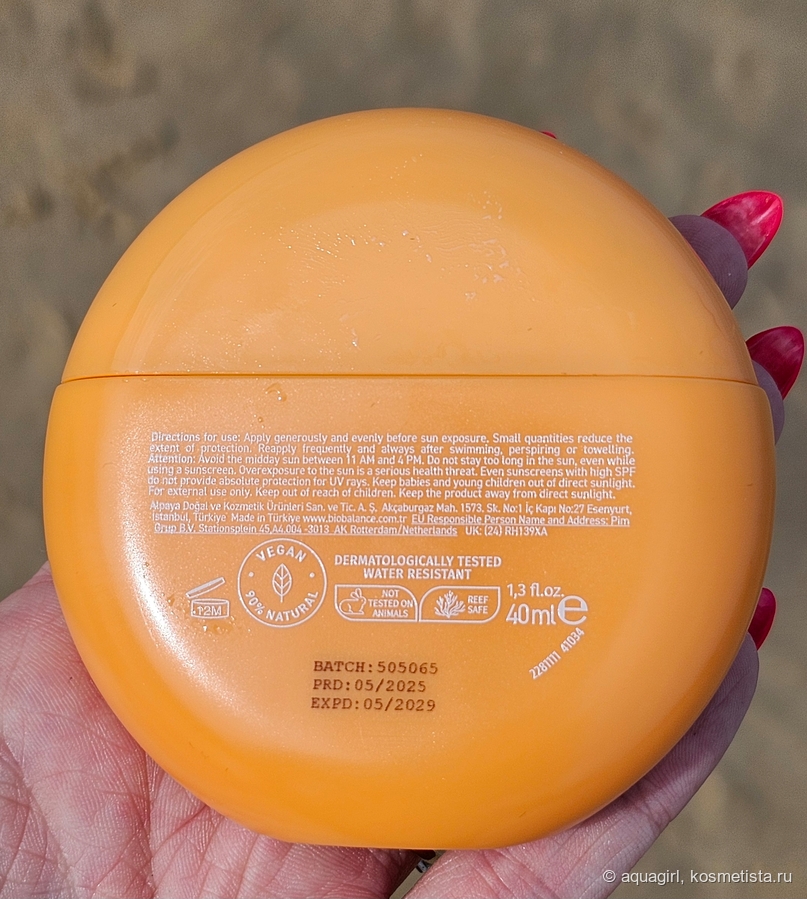 Directions for use: Apply generously and evenly before sun exposure. Small quantities reduce the
extent of protection. Reapply frequently and always after swimming, perspiring or towelling.
Attention: Avoid the midday sun between 11 AM and 4 PM. Do not stay too long in the sun, even while
using a sunscreen. Overexposure to the sun is a serious health threat. Even sunscreens with high SPF
do not provide absolute protection for UV rays. Keep babies and young children out of direct sunlight.
For external use only. Keep out of reach of children. Keep the product away from direct sunlight.
Alpaya Doğal ve Kozmetik Ürünleri San. ve Tic. A. Ş. Akçaburgaz Mah. 1573. Sk. No:1 İç Kapı No:27 Esenyurt,
İstanbul, Türkiye Made in Türkiye www.biobalance.com.tr EU Responsible Person Name and Address: Pim
Grup B.V. Stationsplein 45,A4.004 -3013 AK Rotterdam/Netherlands UK: (24) RH139XA
VEGAN
90% NATURAL
12M
DERMATOLOGICALLY TESTED
WATER RESISTANT
NOT
TESTED ON
ANIMALS
REEF
SAFE
1,3 fl.oz.
40ml e
2281111 41034
BATCH:505065
PRD:05/2025
EXPD:05/2029
© aquagirl, kosmetista.ru